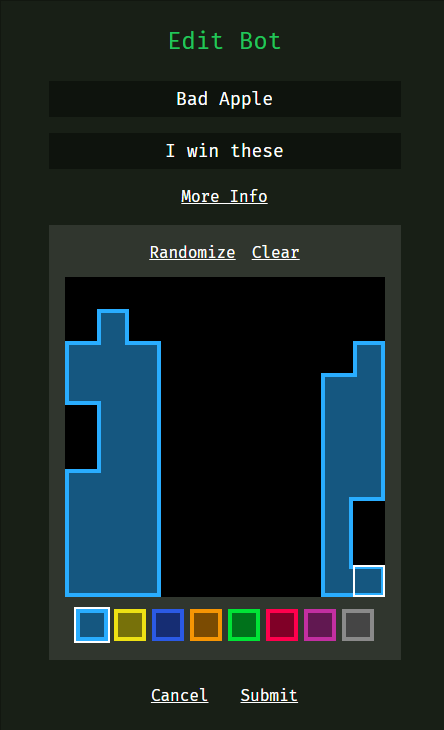 Edit Bot
Bad Apple
I win these
More Info
Randomize Clear
Cancel Submit